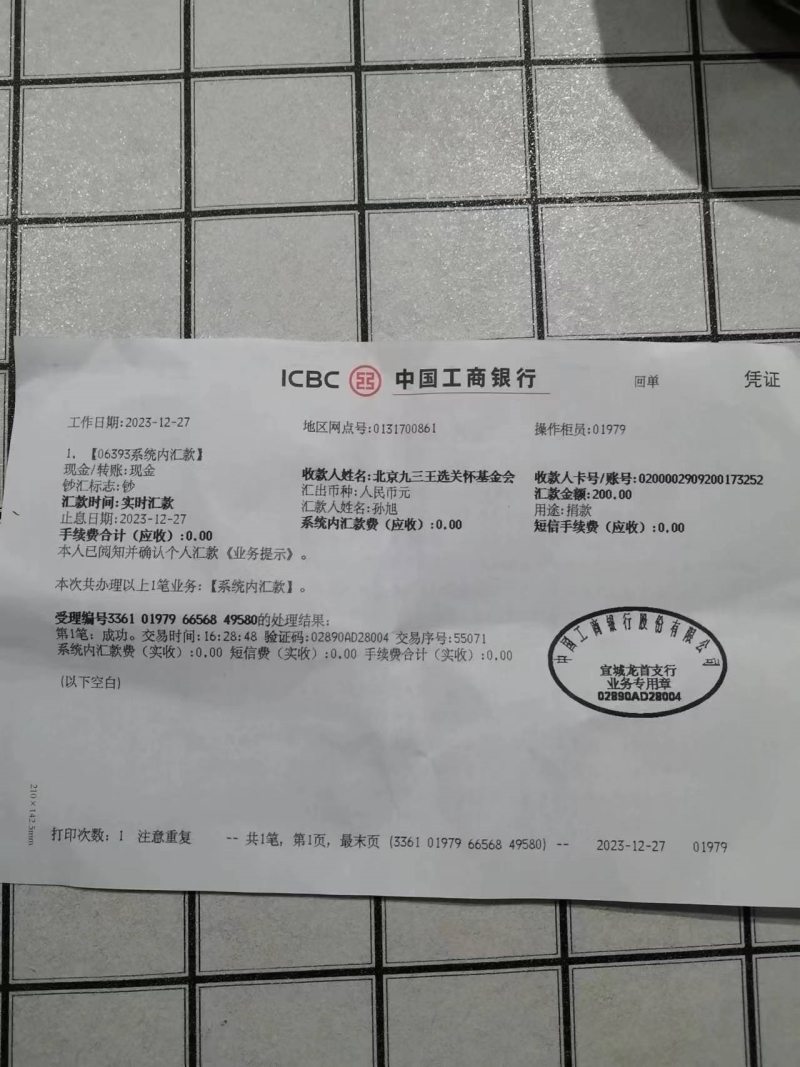 ICBC 中国工商银行 回单 凭证
工作日期:2023-12-27 地区网点号:0131700861 操作柜员:01979
1. 【06393系统内汇款】
现金/转账:现金 收款人姓名:北京九三王选关怀基金会 收款人卡号/账号:0200002909200173252
钞汇标志:钞 汇出币种:人民币元 汇款金额:200.00
汇款时间:实时汇款 汇款人姓名:孙旭 用途:捐款
止息日期:2023-12-27 系统内汇款费(应收):0.00 短信手续费(应收):0.00
手续费合计(应收):0.00
本人已阅知并确认个人汇款《业务提示》。
本次共办理以上1笔业务:【系统内汇款】。
受理编号3361 01979 66568 49580的处理结果:
第1笔: 成功。交易时间:16:28:48 验证码:02890AD28004 交易序号:55071
系统内汇款费(实收):0.00 短信费(实收):0.00 手续费合计(实收):0.00
(以下空白)
中国工商银行股份有限公司
宣城龙首支行
业务专用章
02890AD28004
210×142.5mm
打印次数: 1 注意重复 -- 共1笔, 第1页, 最末页 (3361 01979 66568 49580) -- 2023-12-27 01979